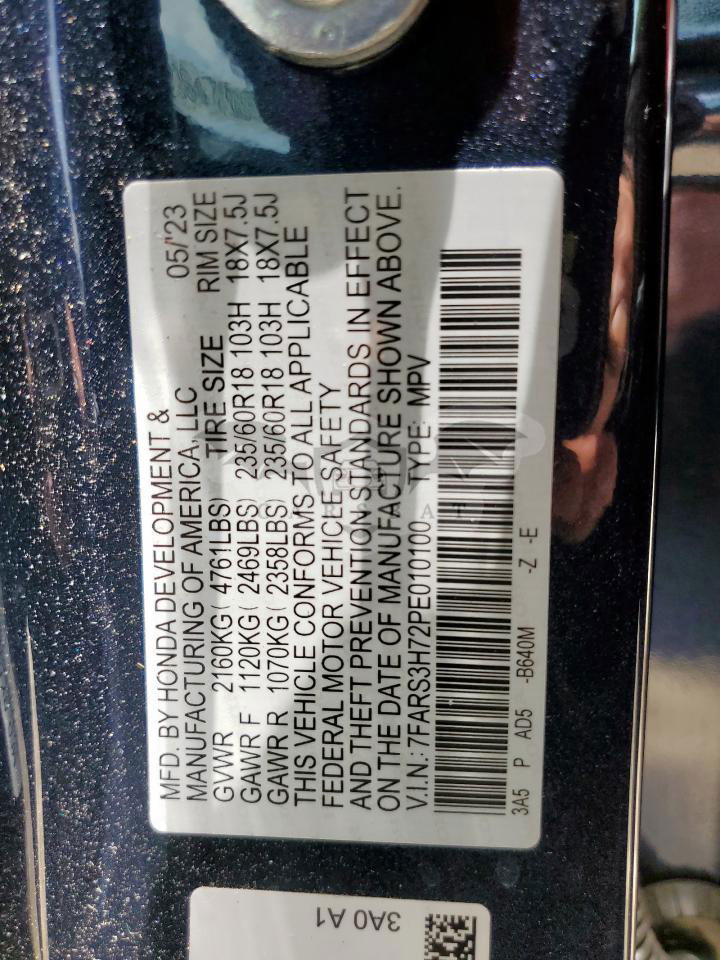 MFD. BY HONDA DEVELOPMENT &
MANUFACTURING OF AMERICA, LLC 05/'23
GVWR 2160KG( 4761LBS) TIRE SIZE RIM SIZE
GAWR F 1120KG( 2469LBS) 235/60R18 103H 18X7.5J
GAWR R 1070KG( 2358LBS) 235/60R18 103H 18X7.5J
THIS VEHICLE CONFORMS TO ALL APPLICABLE
FEDERAL MOTOR VEHICLE SAFETY
AND THEFT PREVENTION STANDARDS IN EFFECT
ON THE DATE OF MANUFACTURE SHOWN ABOVE.
V.I.N.: 7FARS3H72PE010100 TYPE: MPV
3A5 P AD5 -B640M -Z -E
3A0 A1